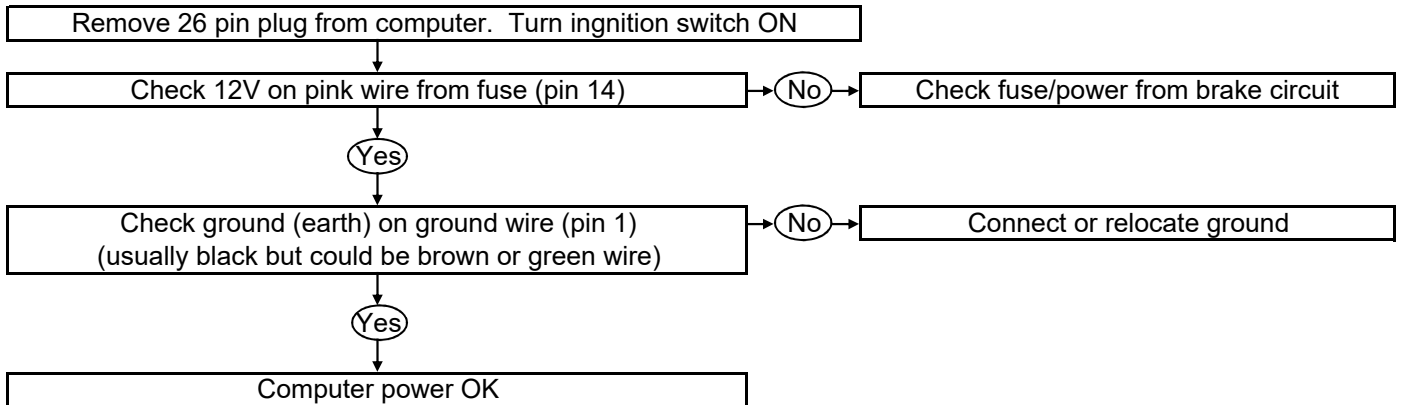 Remove 26 pin plug from computer.  Turn ingnition switch ON
Check 12V on pink wire from fuse (pin 14)
No
Check fuse/power from brake circuit
Yes
Check ground (earth) on ground wire (pin 1)
(usually black but could be brown or green wire)
No
Connect or relocate ground
Yes
Computer power OK